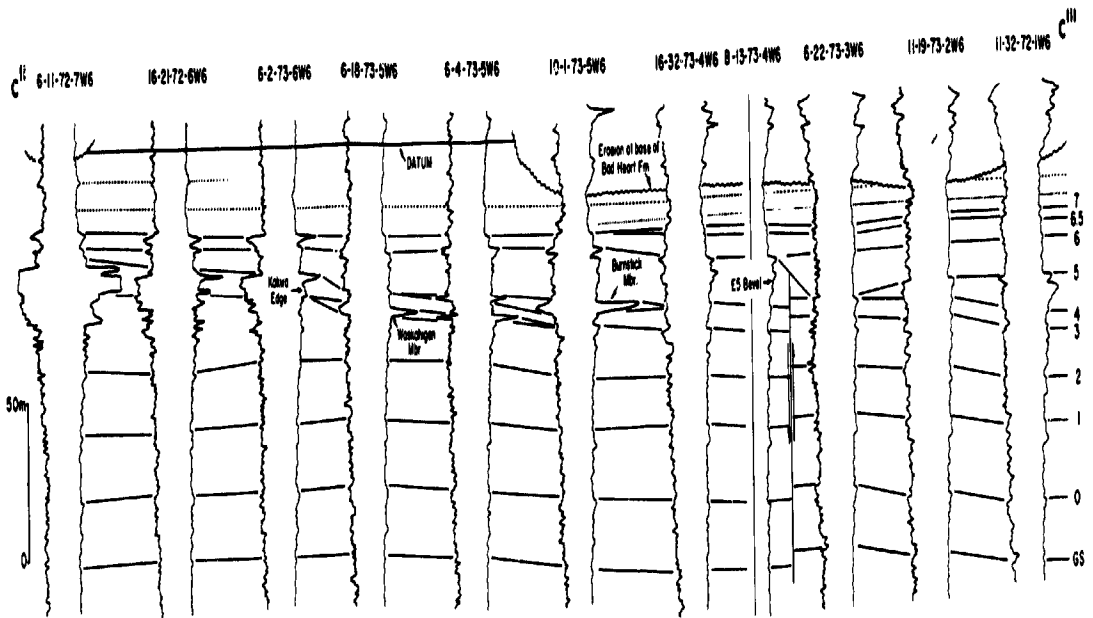 C^II 6-11-72-7W6 16-21-72-6W6 6-2-73-6W6 6-18-73-5W6 6-4-73-5W6 10-1-73-5W6 16-32-73-4W6 8-13-73-4W6 6-22-73-3W6 11-19-73-2W6 11-32-72-1W6 C^III
DATUM
Erosion at base of
Bad Heart Fm
7
6.5
6
Kakwa
Edge
Burnstick
Mbr.
E5 Bevel
5
4
3
Waskahigan
Mbr
2
50m
1
0
0
GS